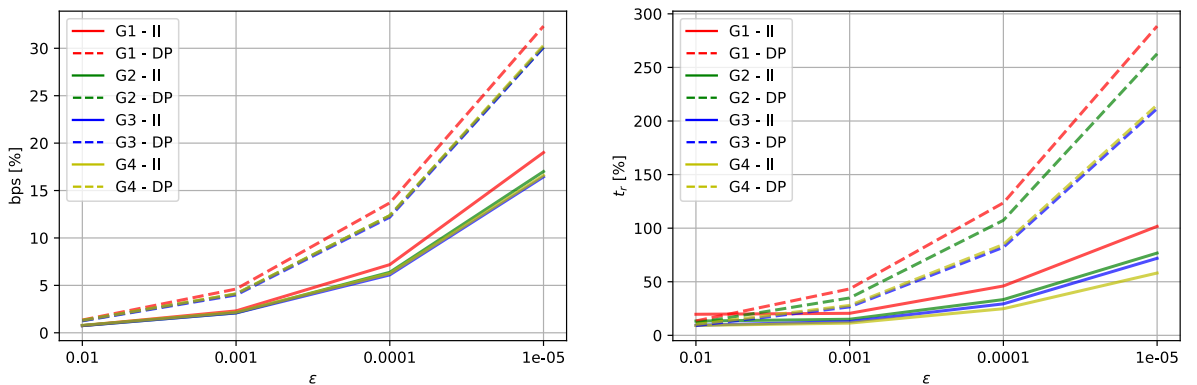 bps [%]
30
25
20
15
10
5
0
G1 - II
G1 - DP
G2 - II
G2 - DP
G3 - II
G3 - DP
G4 - II
G4 - DP
0.01 0.001 0.0001 1e-05
ε
t_r [%]
300
250
200
150
100
50
0
G1 - II
G1 - DP
G2 - II
G2 - DP
G3 - II
G3 - DP
G4 - II
G4 - DP
0.01 0.001 0.0001 1e-05
ε